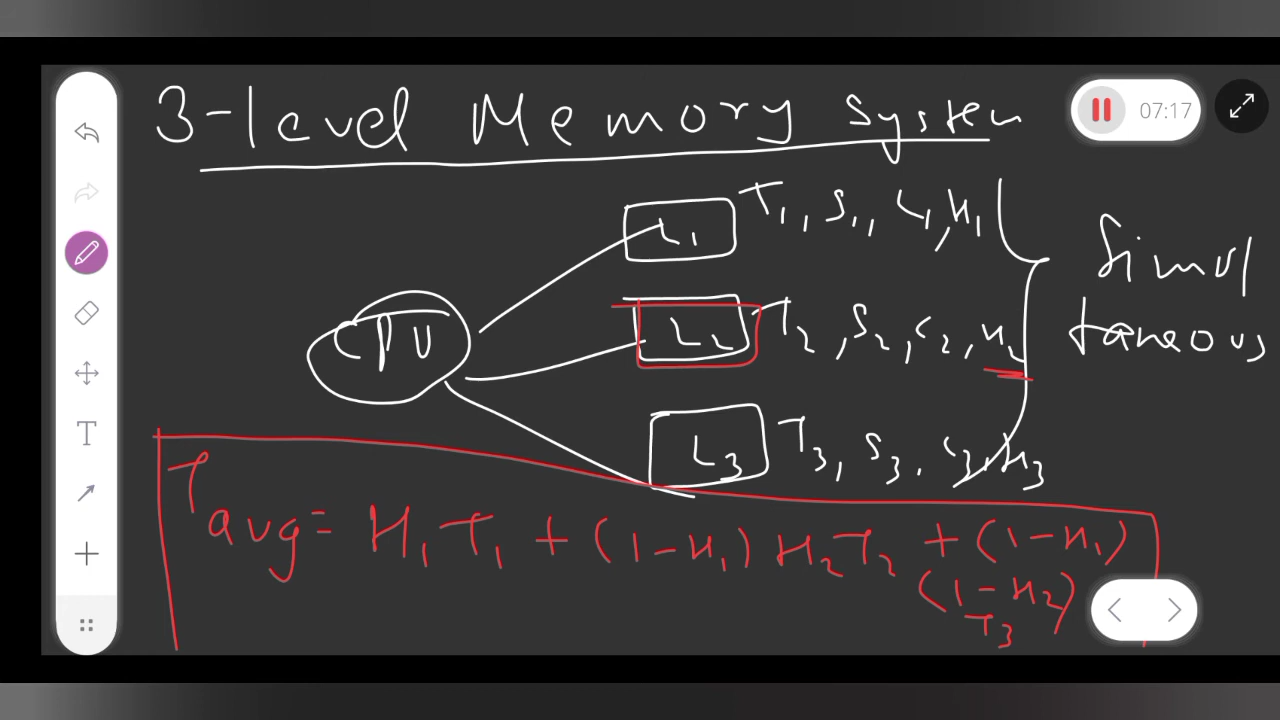 3-level Memory System
07:17
L1 T1, S1, C1, H1
Simul
taneous
CPU
L2 T2, S2, C2, H2
L3 T3, S3, C3, H3
Tavg = H1T1 + (1-H1) H2T2 + (1-H1)
(1-H2)
T3
T